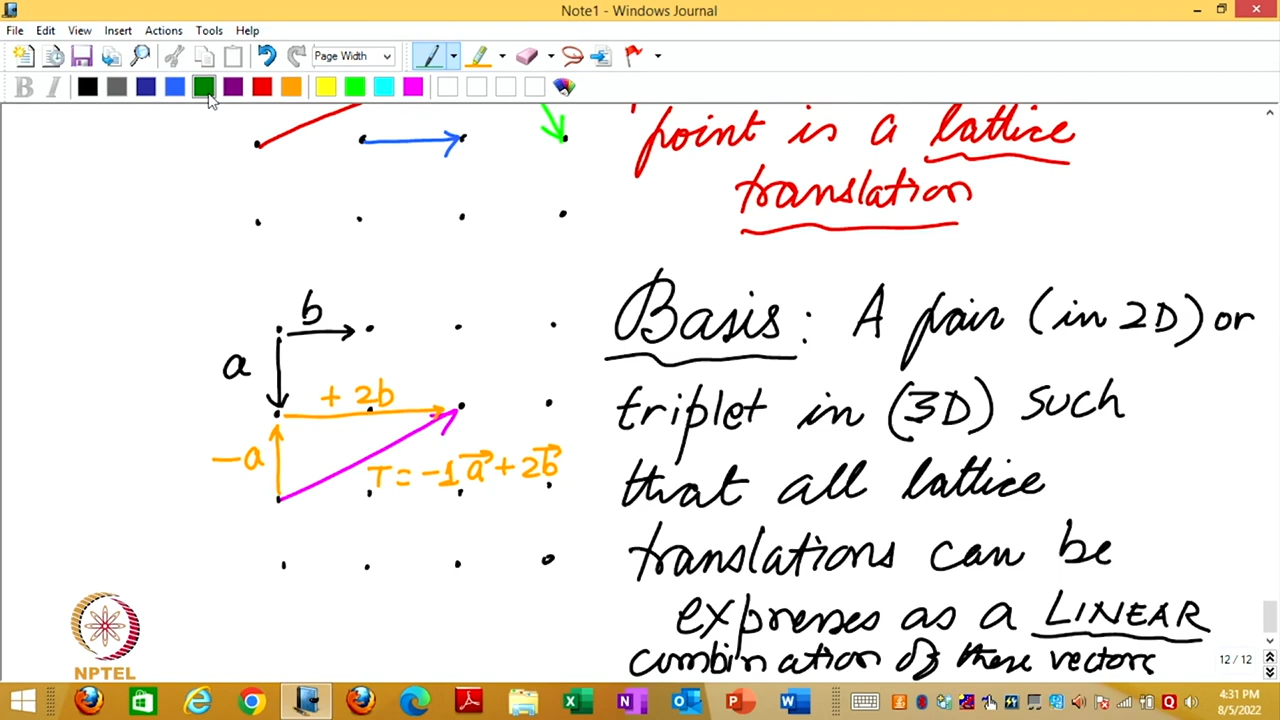 Note1 - Windows Journal
File Edit View Insert Actions Tools Help
Page Width
B I
point is a lattice
translation
b
a
+ 2b
-a
T = -1a⃗ + 2b⃗
Basis: A pair (in 2D) or
triplet in (3D) such
that all lattice
translations can be
expresses as a LINEAR
combination of these vectors
NPTEL
12 / 12
4:31 PM
8/5/2022